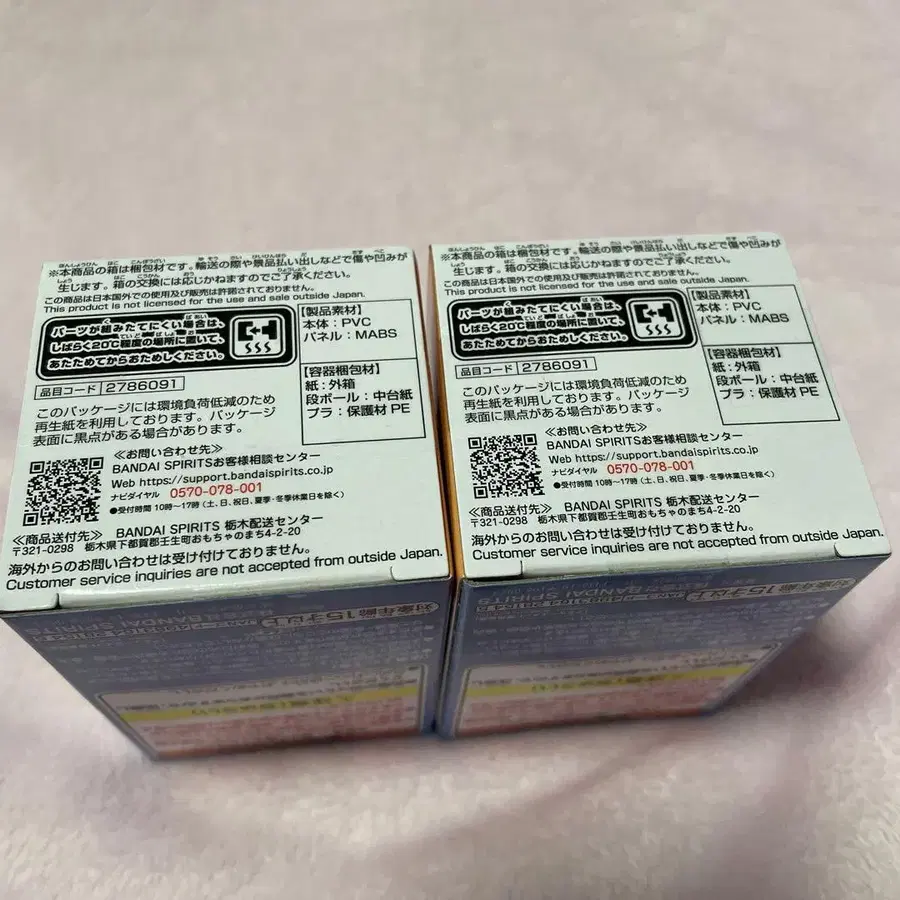 ※本商品の箱は梱包材です。輸送の際や景品払い出しなどで傷や凹みが
生じます。箱の交換には応じかねますのでご了承ください。
この商品は日本国外での使用及び販売は許諾されておりません。
This product is not licensed for the use and sale outside Japan.
パーツが組みたてにくい場合は、
しばらく20℃程度の場所に置いて、
あたためてからおためしください。
【製品素材】
本体：PVC
パネル：MABS
【容器梱包材】
紙：外箱
段ボール：中台紙
プラ：保護材 PE
品目コード 2786091
このパッケージには環境負荷低減のため
再生紙を利用しております。パッケージ
表面に黒点がある場合があります。
≪お問い合わせ先≫
BANDAI SPIRITSお客様相談センター
Web https://support.bandaispirits.co.jp
ナビダイヤル 0570-078-001
●受付時間 10時～17時（土、日、祝日、夏季・冬季休業日を除く）
≪商品送付先≫ BANDAI SPIRITS 栃木配送センター
〒321-0298 栃木県下都賀郡壬生町おもちゃのまち4-2-20
海外からのお問い合わせは受け付けておりません。
Customer service inquiries are not accepted from outside Japan.
対象年齢 15才以上
BANDAI SPIRITS
※本商品の箱は梱包材です。輸送の際や景品払い出しなどで傷や凹みが
生じます。箱の交換には応じかねますのでご了承ください。
この商品は日本国外での使用及び販売は許諾されておりません。
This product is not licensed for the use and sale outside Japan.
パーツが組みたてにくい場合は、
しばらく20℃程度の場所に置いて、
あたためてからおためしください。
【製品素材】
本体：PVC
パネル：MABS
【容器梱包材】
紙：外箱
段ボール：中台紙
プラ：保護材 PE
品目コード 2786091
このパッケージには環境負荷低減のため
再生紙を利用しております。パッケージ
表面に黒点がある場合があります。
≪お問い合わせ先≫
BANDAI SPIRITSお客様相談センター
Web https://support.bandaispirits.co.jp
ナビダイヤル 0570-078-001
●受付時間 10時～17時（土、日、祝日、夏季・冬季休業日を除く）
≪商品送付先≫ BANDAI SPIRITS 栃木配送センター
〒321-0298 栃木県下都賀郡壬生町おもちゃのまち4-2-20
海外からのお問い合わせは受け付けておりません。
Customer service inquiries are not accepted from outside Japan.
対象年齢 15才以上
BANDAI SPIRITS